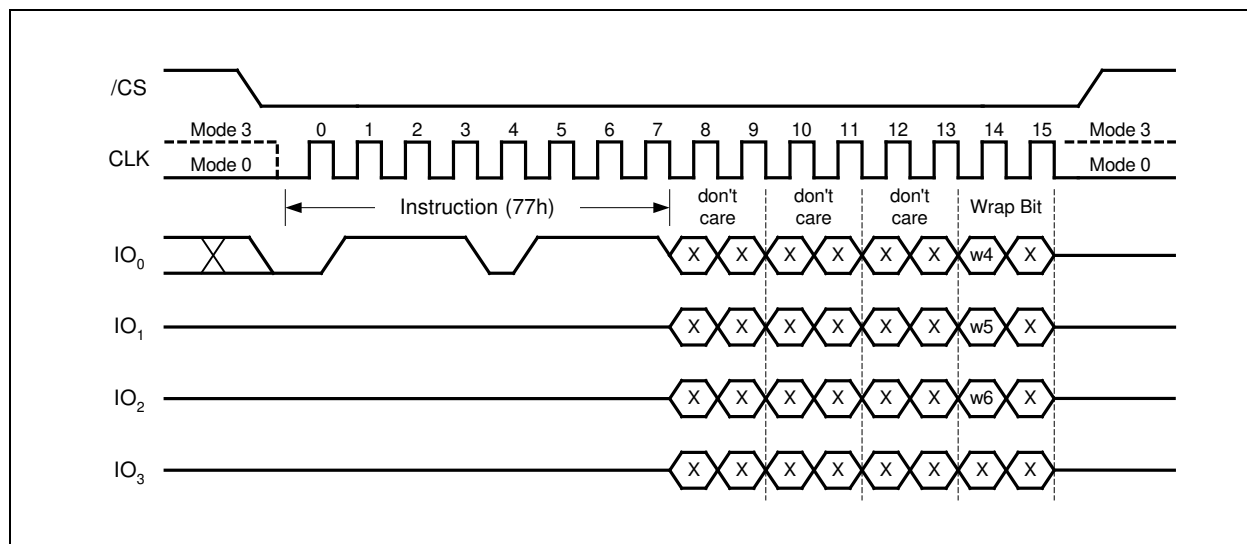 /CS
Mode 3 0 1 2 3 4 5 6 7 8 9 10 11 12 13 14 15 Mode 3
CLK Mode 0 Mode 0
Instruction (77h) don't care don't care don't care Wrap Bit
IO0 X X X X X X w4 X
IO1 X X X X X X w5 X
IO2 X X X X X X w6 X
IO3 X X X X X X X X